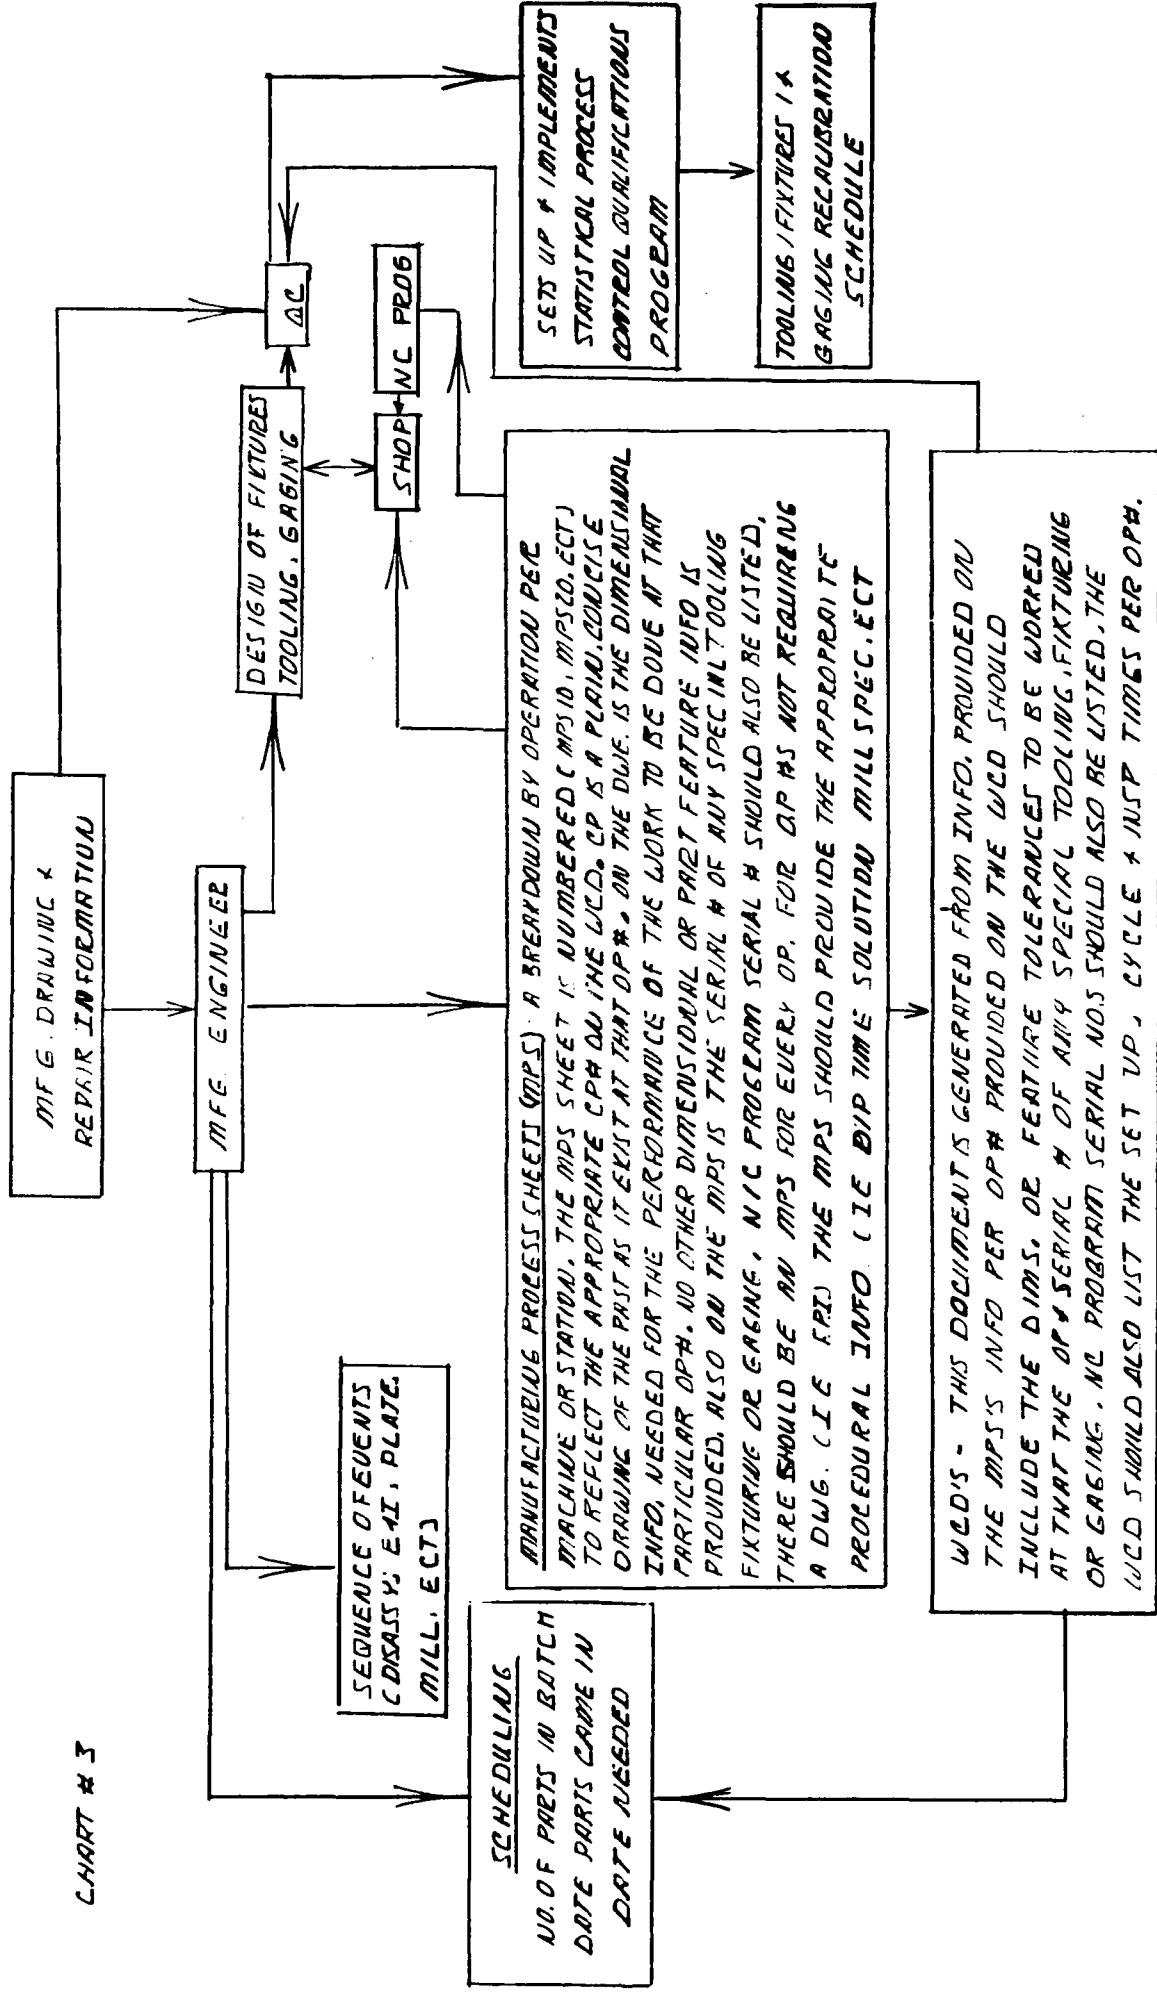 CHART # 3
MFG. DRAWING &
REPAIR INFORMATION
MFG. ENGINEER
DESIGN OF FIXTURES
TOOLING, GAGING
QC
SHOP
NC PROG
SEQUENCE OF EVENTS
(DISASSY, E&I, PLATE,
MILL, ECT)
SCHEDULING
NO. OF PARTS IN BATCH
DATE PARTS CAME IN
DATE NEEDED
MANUFACTURING PROCESS SHEETS (MPS) - A BREAKDOWN BY OPERATION PER
MACHINE OR STATION. THE MPS SHEET IS NUMBERED (MPS10, MPS20, ECT)
TO REFLECT THE APPROPRIATE OP# ON THE WCD. OP IS A PLAIN, CONCISE
DRAWING OF THE PAST AS IT EXIST AT THAT OP#. ON THE DWG. IS THE DIMENSIONAL
INFO. NEEDED FOR THE PERFORMANCE OF THE WORK TO BE DONE AT THAT
PARTICULAR OP#. NO OTHER DIMENSIONAL OR PART FEATURE INFO IS
PROVIDED. ALSO ON THE MPS IS THE SERIAL # OF ANY SPECIAL TOOLING
FIXTURING OR GAGING. N/C PROGRAM SERIAL # SHOULD ALSO BE LISTED.
THERE SHOULD BE AN MPS FOR EVERY OP. FOR OP #S NOT REQUIRENG
A DWG. (I.E FPI) THE MPS SHOULD PROVIDE THE APPROPRAITE
PROCEDURAL INFO (IE DIP TIME SOLUTION MILL SPEC. ECT
SETS UP & IMPLEMENTS
STATISTICAL PROCESS
CONTROL QUALIFICATIONS
PROGRAM
TOOLING/FIXTURES /&
GAGING RECALIBRATION
SCHEDULE
WCD'S - THIS DOCUMENT IS GENERATED FROM INFO. PROVIDED ON
THE MPS'S INFO PER OP# PROVIDED ON THE WCD SHOULD
INCLUDE THE DIMS. OR FEATURE TOLERANCES TO BE WORKED
AT THAT THE OP & SERIAL # OF ANY SPECIAL TOOLING, FIXTURING
OR GAGING. NC PROGRAM SERIAL NO.S SHOULD ALSO BE LISTED. THE
WCD SHOULD ALSO LIST THE SET UP, CYCLE & INSP TIMES PER OP#.